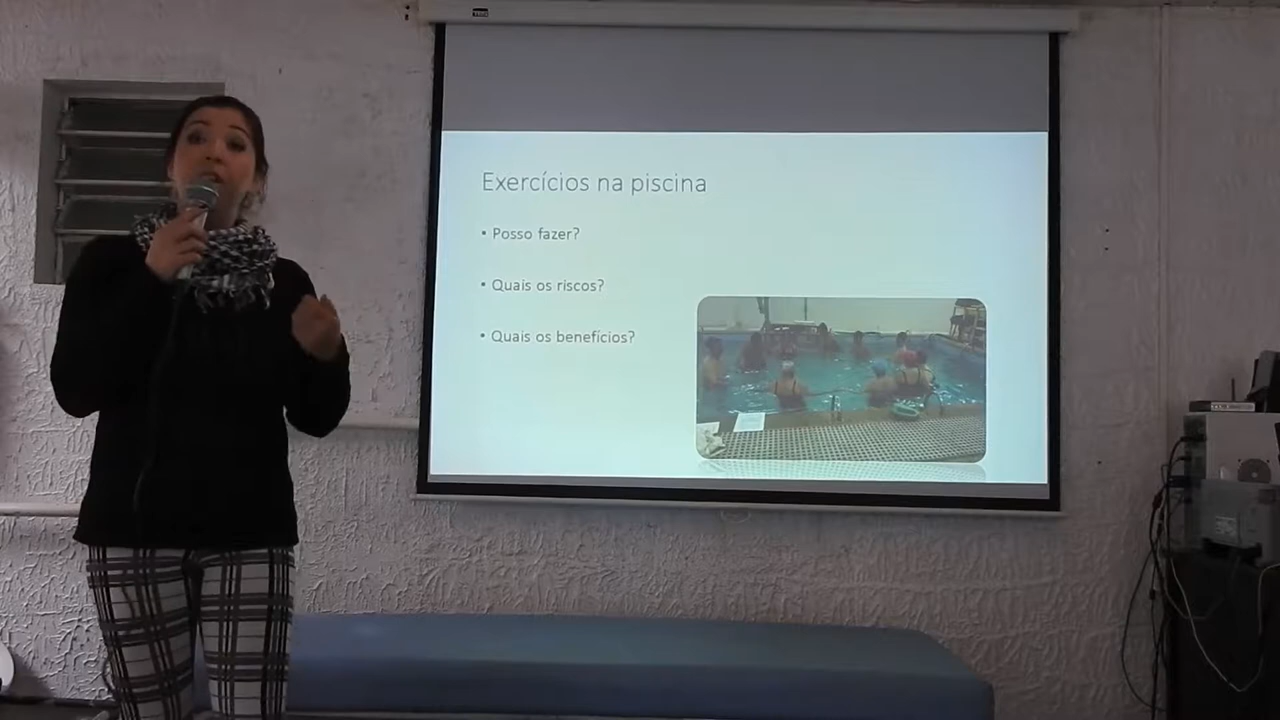 Exercícios na piscina
• Posso fazer?
• Quais os riscos?
• Quais os benefícios?